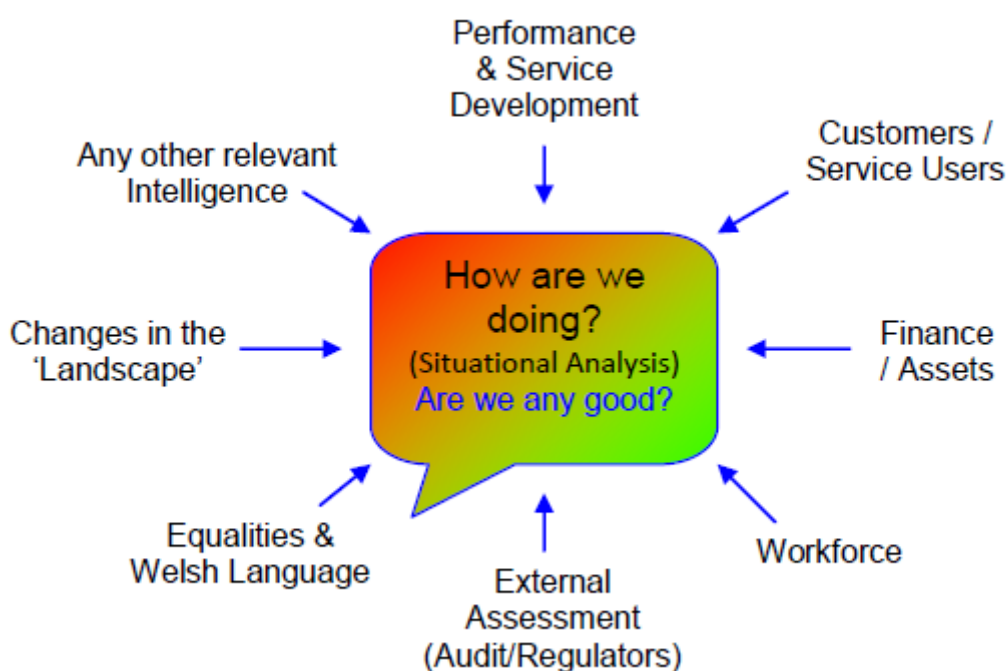 Performance
& Service
Development
Customers /
Service Users
Any other relevant
Intelligence
How are we
doing?
(Situational Analysis)
Are we any good?
Changes in the
‘Landscape’
Finance
/ Assets
Equalities &
Welsh Language
External
Assessment
(Audit/Regulators)
Workforce